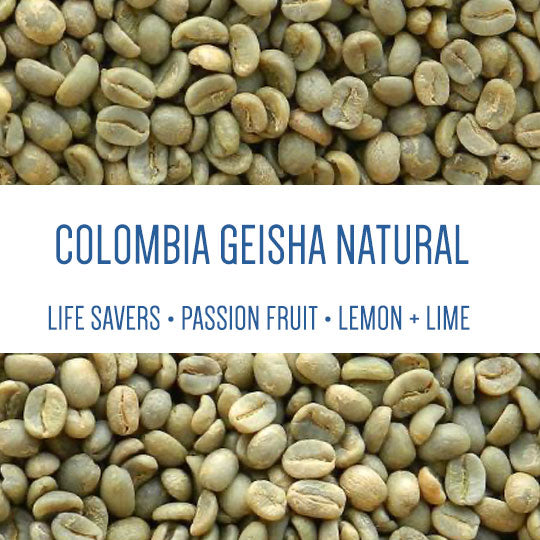 COLOMBIA GEISHA NATURAL
LIFE SAVERS • PASSION FRUIT • LEMON + LIME